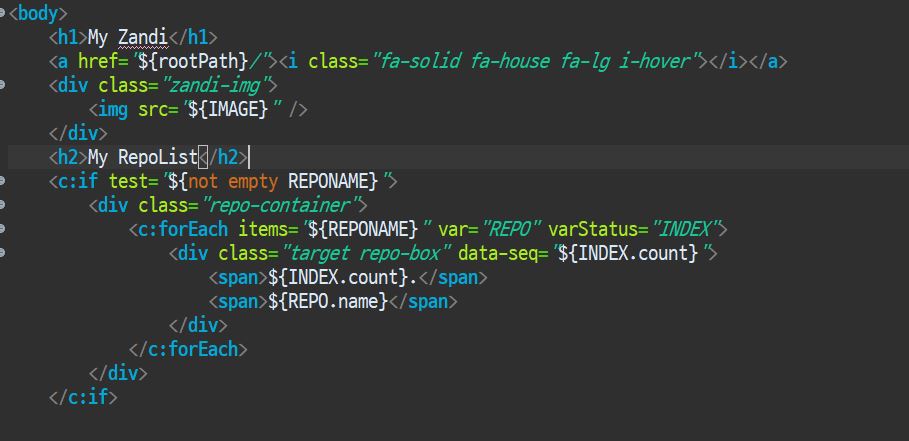 <body>
<h1>My Zandi</h1>
<a href="${rootPath}/"><i class="fa-solid fa-house fa-lg i-hover"></i></a>
<div class="zandi-img">
<img src="${IMAGE}" />
</div>
<h2>My RepoList</h2>
<c:if test="${not empty REPONAME}">
<div class="repo-container">
<c:forEach items="${REPONAME}" var="REPO" varStatus="INDEX">
<div class="target repo-box" data-seq="${INDEX.count}">
<span>${INDEX.count}.</span>
<span>${REPO.name}</span>
</div>
</c:forEach>
</div>
</c:if>